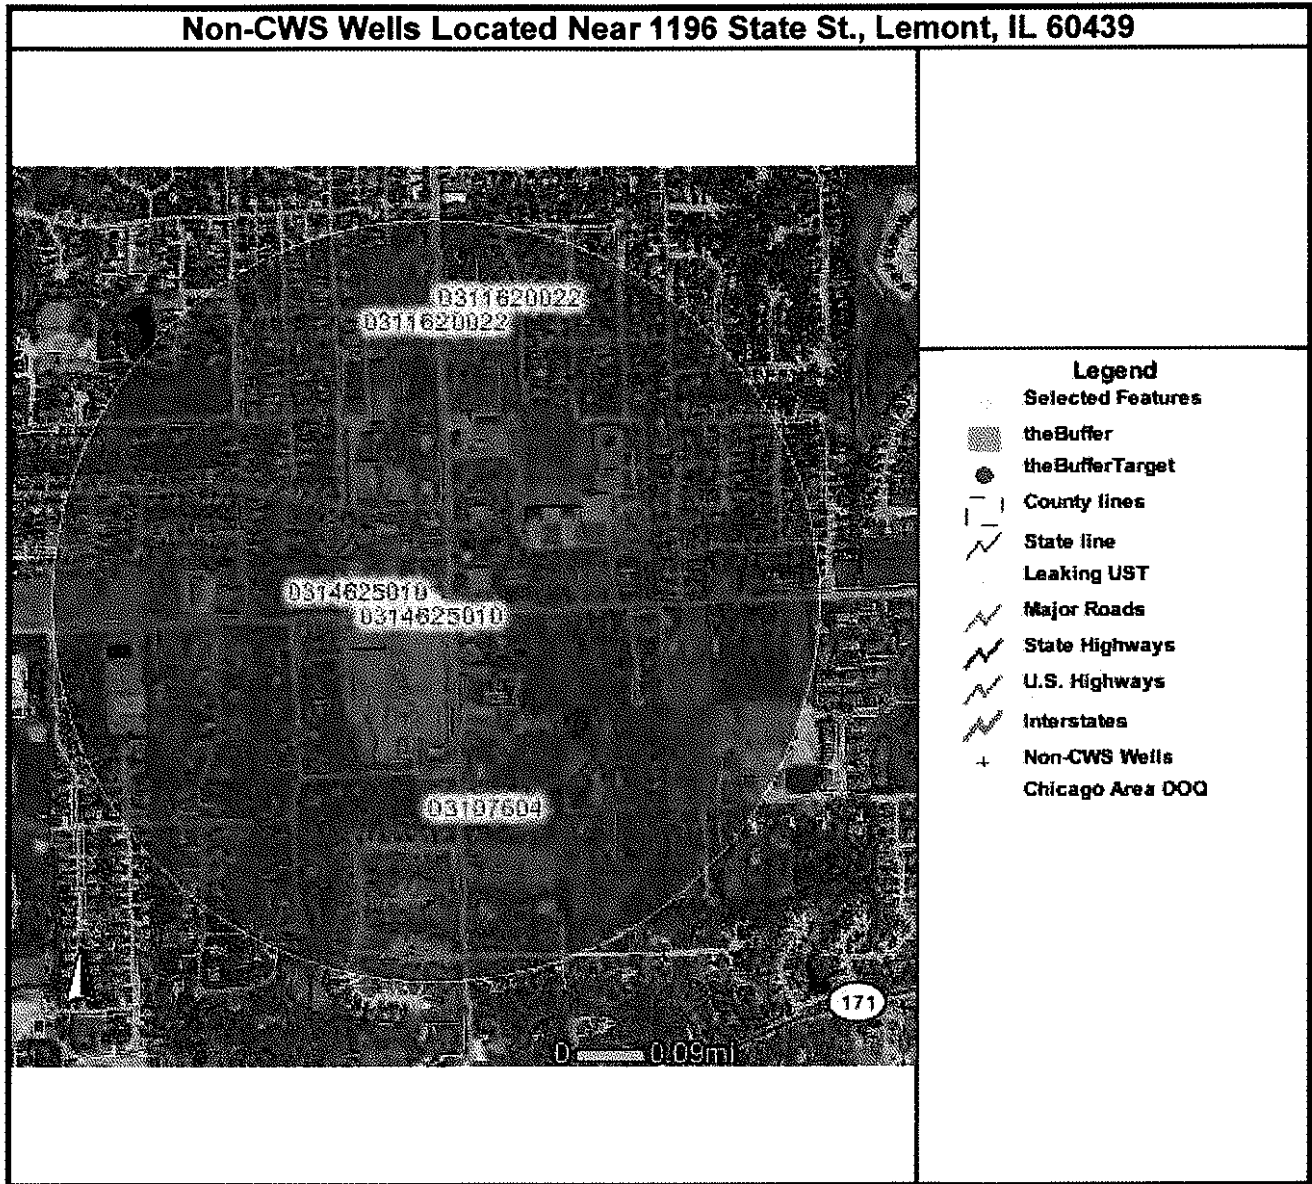 Non-CWS Wells Located Near 1196 State St., Lemont, IL 60439
0311620022
0311620022
0314625010
0314625010
03107604
171
0 0.09mi
Legend
Selected Features
theBuffer
theBufferTarget
County lines
State line
Leaking UST
Major Roads
State Highways
U.S. Highways
Interstates
Non-CWS Wells
Chicago Area DOQ